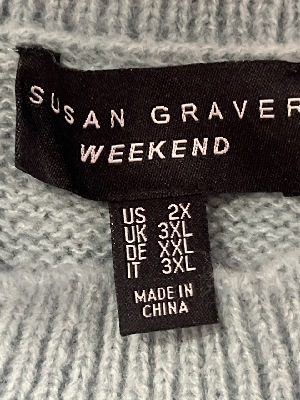 SUSAN GRAVER
WEEKEND
US 2X
UK 3XL
DE XXL
IT 3XL
MADE IN
CHINA